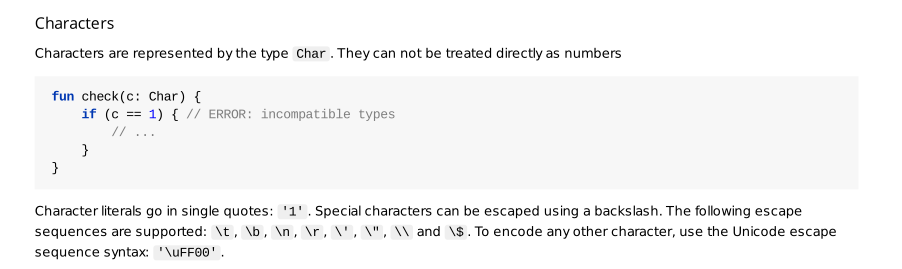 Characters
Characters are represented by the type Char. They can not be treated directly as numbers
fun check(c: Char) {
    if (c == 1) { // ERROR: incompatible types
        // ...
    }
}
Character literals go in single quotes: '1'. Special characters can be escaped using a backslash. The following escape
sequences are supported: \t, \b, \n, \r, \', \", \\ and \$. To encode any other character, use the Unicode escape
sequence syntax: '\uFF00'.